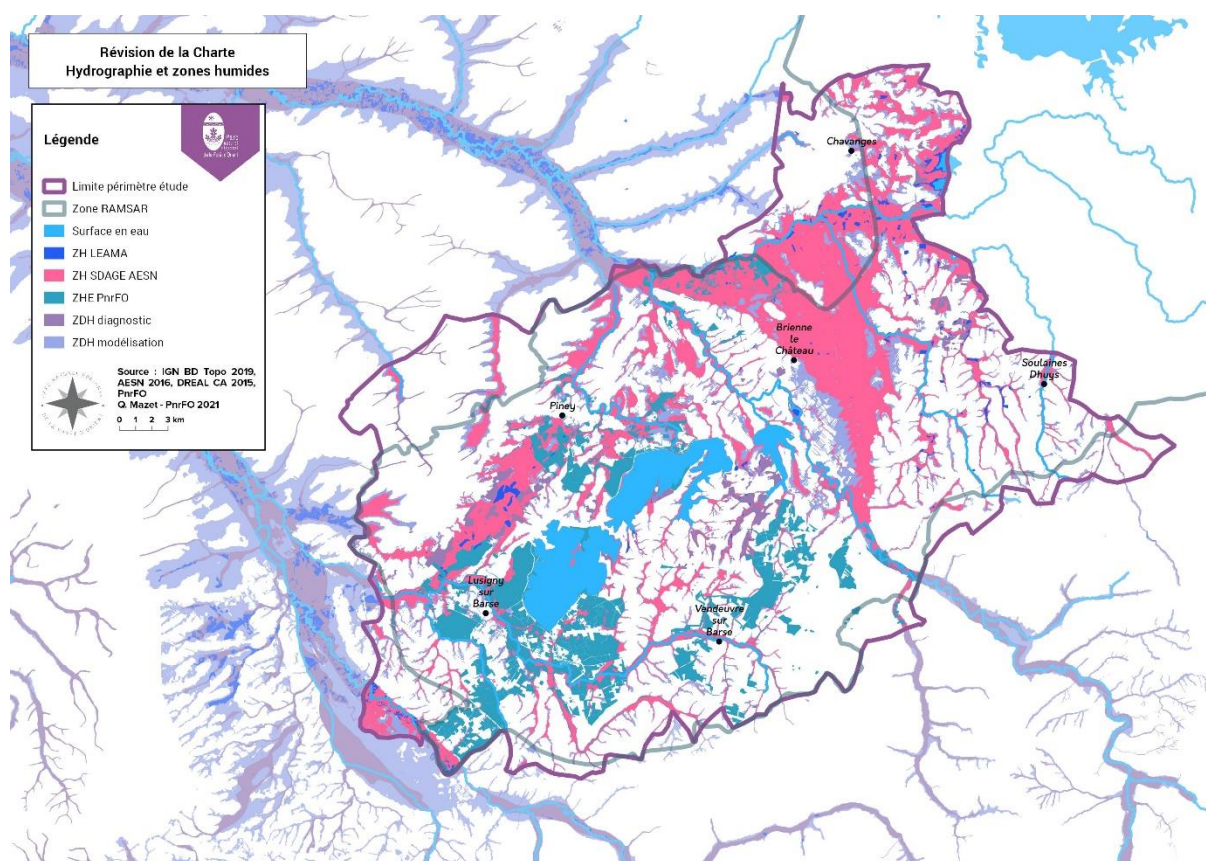 Révision de la Charte
Hydrographie et zones humides
Légende
Limite périmètre étude
Zone RAMSAR
Surface en eau
ZH LEAMA
ZH SDAGE AESN
ZHE PnrFO
ZDH diagnostic
ZDH modélisation
Source : IGN BD Topo 2019,
AESN 2016, DREAL CA 2015,
PnrFO
Q. Mazet - PnrFO 2021
0 1 2 3 km
Chavanges
Brienne
le
Château
Soulaines
Dhuys
Piney
Lusigny
sur
Barse
Vendeuvre
sur
Barse